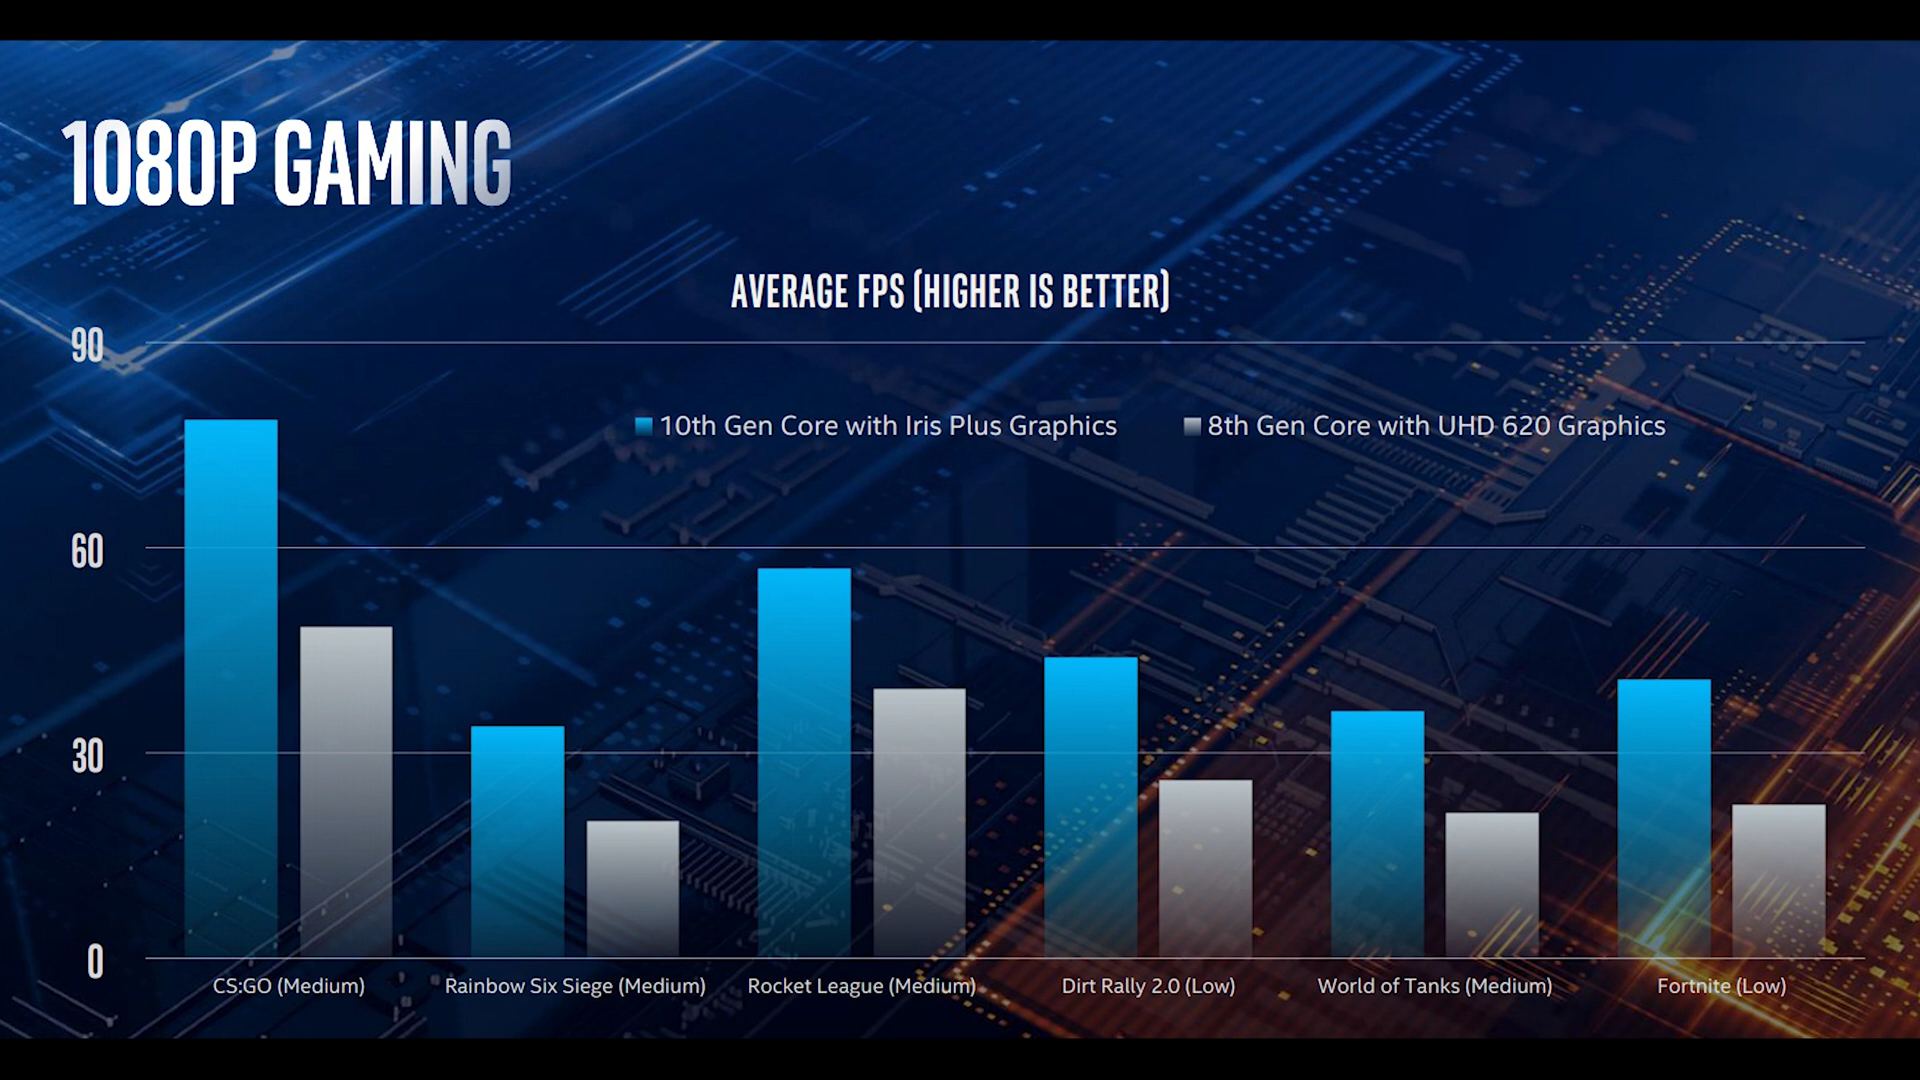 1080P GAMING
AVERAGE FPS (HIGHER IS BETTER)
90
10th Gen Core with Iris Plus Graphics
8th Gen Core with UHD 620 Graphics
60
30
0
CS:GO (Medium)
Rainbow Six Siege (Medium)
Rocket League (Medium)
Dirt Rally 2.0 (Low)
World of Tanks (Medium)
Fortnite (Low)